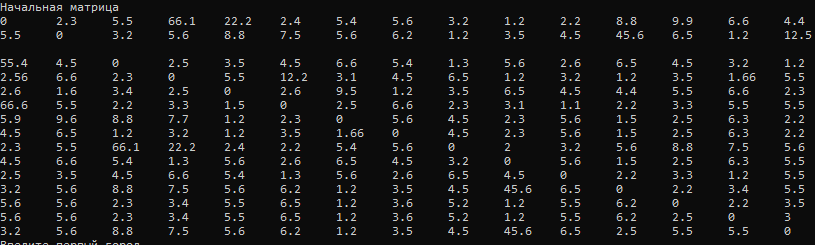 Начальная матрица
0 2.3 5.5 66.1 22.2 2.4 5.4 5.6 3.2 1.2 2.2 8.8 9.9 6.6 4.4
5.5 0 3.2 5.6 8.8 7.5 5.6 6.2 1.2 3.5 4.5 45.6 6.5 1.2 12.5
55.4 4.5 0 2.5 3.5 4.5 6.6 5.4 1.3 5.6 2.6 6.5 4.5 3.2 1.2
2.56 6.6 2.3 0 5.5 12.2 3.1 4.5 6.5 1.2 3.2 1.2 3.5 1.66 5.5
2.6 1.6 3.4 2.5 0 2.6 9.5 1.2 3.5 6.5 4.5 4.4 5.5 6.6 2.3
66.6 5.5 2.2 3.3 1.5 0 2.5 6.6 2.3 3.1 1.1 2.2 3.3 5.5 5.5
5.9 9.6 8.8 7.7 1.2 2.3 0 5.6 4.5 2.3 5.6 1.5 2.5 6.3 2.2
4.5 6.5 1.2 3.2 1.2 3.5 1.66 0 4.5 2.3 5.6 1.5 2.5 6.3 2.2
2.3 5.5 66.1 22.2 2.4 2.2 5.4 5.6 0 2 3.2 5.6 8.8 7.5 5.6
4.5 6.6 5.4 1.3 5.6 2.6 6.5 4.5 3.2 0 5.6 1.5 2.5 6.3 5.5
2.5 3.5 4.5 6.6 5.4 1.3 5.6 2.6 6.5 4.5 0 2.2 3.3 1.2 5.5
3.2 5.6 8.8 7.5 5.6 6.2 1.2 3.5 4.5 45.6 6.5 0 2.2 3.4 5.5
5.6 5.6 2.3 3.4 5.5 6.5 1.2 3.6 5.2 1.2 5.5 6.2 0 2.2 3.5
5.6 5.6 2.3 3.4 5.5 6.5 1.2 3.6 5.2 1.2 5.5 6.2 2.5 0 3
3.2 5.6 8.8 7.5 5.6 6.2 1.2 3.5 4.5 45.6 6.5 2.5 5.5 5.5 0
Введите первый город